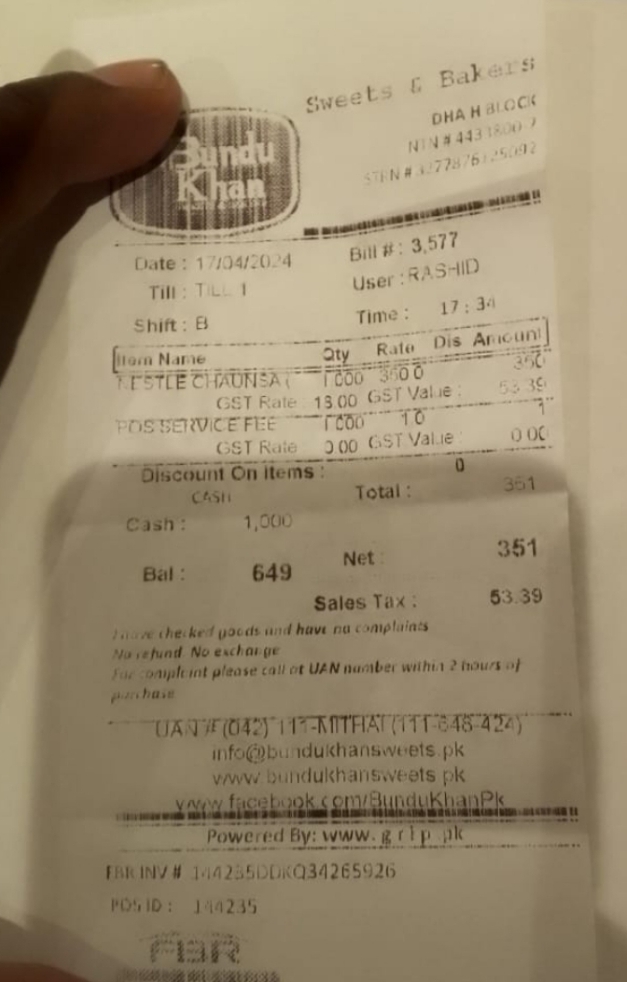 Sweets & Bakers
Bundu
Khan
DHA H BLOCK
NTN # 4433800-7
STRN #
Date : 17/04/2024 Bill # : 3,577
Till : TILL 1 User : RASHID
Shift : B Time : 17 : 34
Item Name Qty Rate Dis Amount
NESTLE CHAUNSA ( 1.000 350.0 350
GST Rate 18.00 GST Value : 53.39
POS SERVICE FEE 1.000 1.0 1
GST Rate 0.00 GST Value : 0.00
Discount On Items : 0
CASH Total : 351
Cash : 1,000
Net : 351
Bal : 649
Sales Tax : 53.39
I have checked goods and have no complaints
No refund. No exchange
For complaint please call at UAN number within 2 hours of
purchase
UAN # (042) 111-MITHAI (111-648-424)
info@bundukhansweets.pk
www.bundukhansweets.pk
www.facebook.com/BunduKhanPk
Powered By: www.grip.pk
FBR INV # 144235DDKQ34265926
POS ID : 144235
FBR